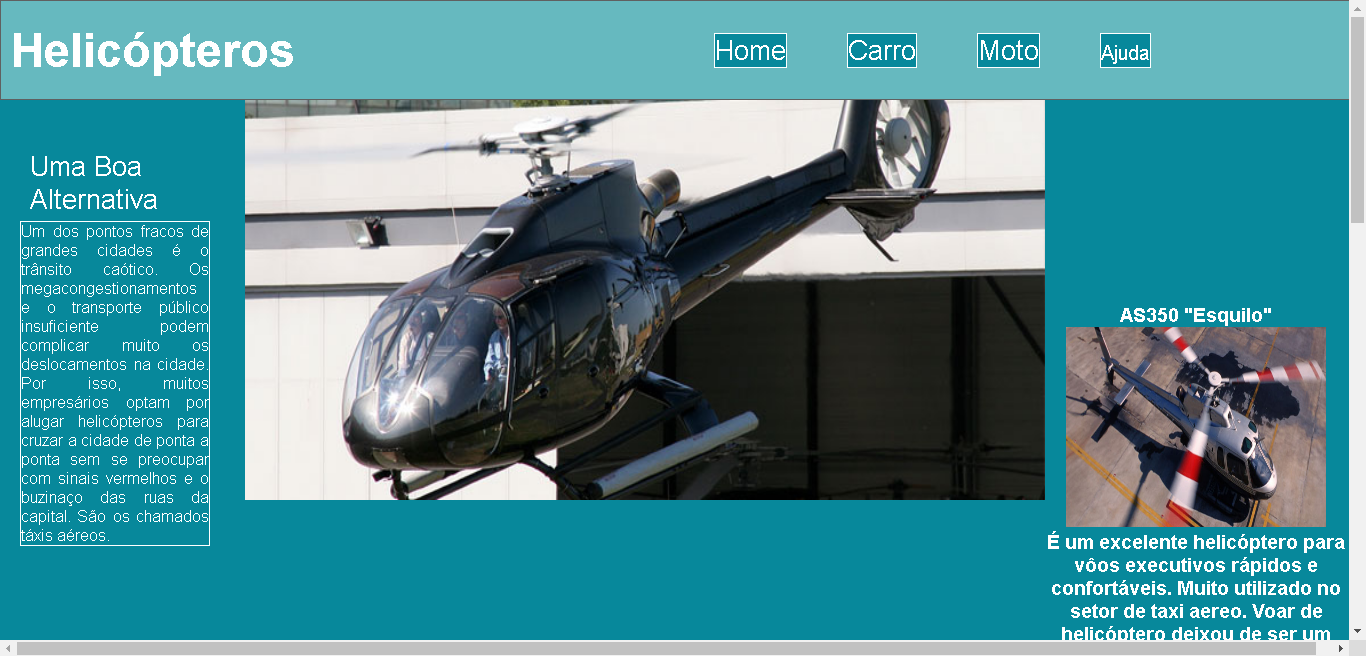 Helicópteros
Home
Carro
Moto
Ajuda
Uma Boa
Alternativa
Um dos pontos fracos de
grandes cidades é o
trânsito caótico. Os
megacongestionamentos
e o transporte público
insuficiente podem
complicar muito os
deslocamentos na cidade.
Por isso, muitos
empresários optam por
alugar helicópteros para
cruzar a cidade de ponta a
ponta sem se preocupar
com sinais vermelhos e o
buzinaço das ruas da
capital. São os chamados
táxis aéreos.
AS350 "Esquilo"
É um excelente helicóptero para
vôos executivos rápidos e
confortáveis. Muito utilizado no
setor de taxi aereo. Voar de
helicóptero deixou de ser um